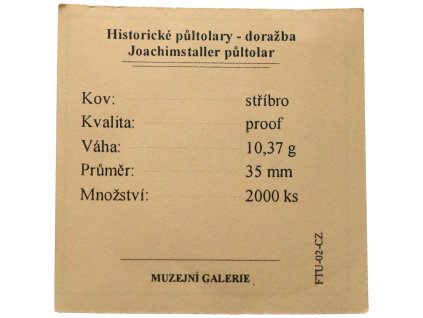 Historické půltolary - doražba
Joachimstaller půltolar
Kov: stříbro
Kvalita: proof
Váha: 10,37 g
Průměr: 35 mm
Množství: 2000 ks
MUZEJNÍ GALERIE
FTU-02-CZ